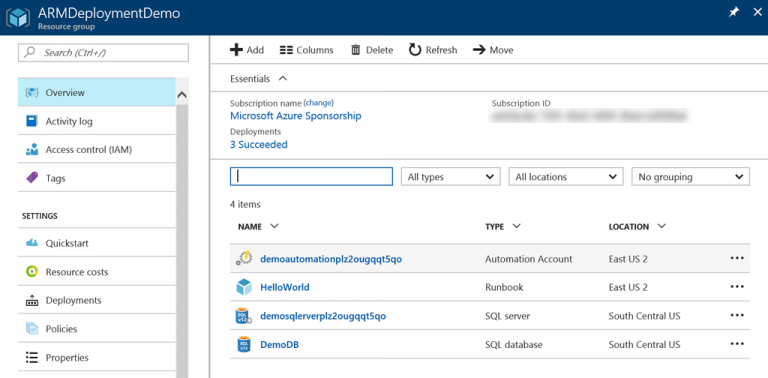 ARMDeploymentDemo
Resource group
Search (Ctrl+/)
Overview
Activity log
Access control (IAM)
Tags
SETTINGS
Quickstart
Resource costs
Deployments
Policies
Properties
Add Columns Delete Refresh Move
Essentials
Subscription name (change) Subscription ID
Microsoft Azure Sponsorship
Deployments
3 Succeeded
All types All locations No grouping
4 items
NAME TYPE LOCATION
demoautomationplz2ougqqt5qo Automation Account East US 2
HelloWorld Runbook East US 2
demosqlerverplz2ougqqt5qo SQL server South Central US
DemoDB SQL database South Central US